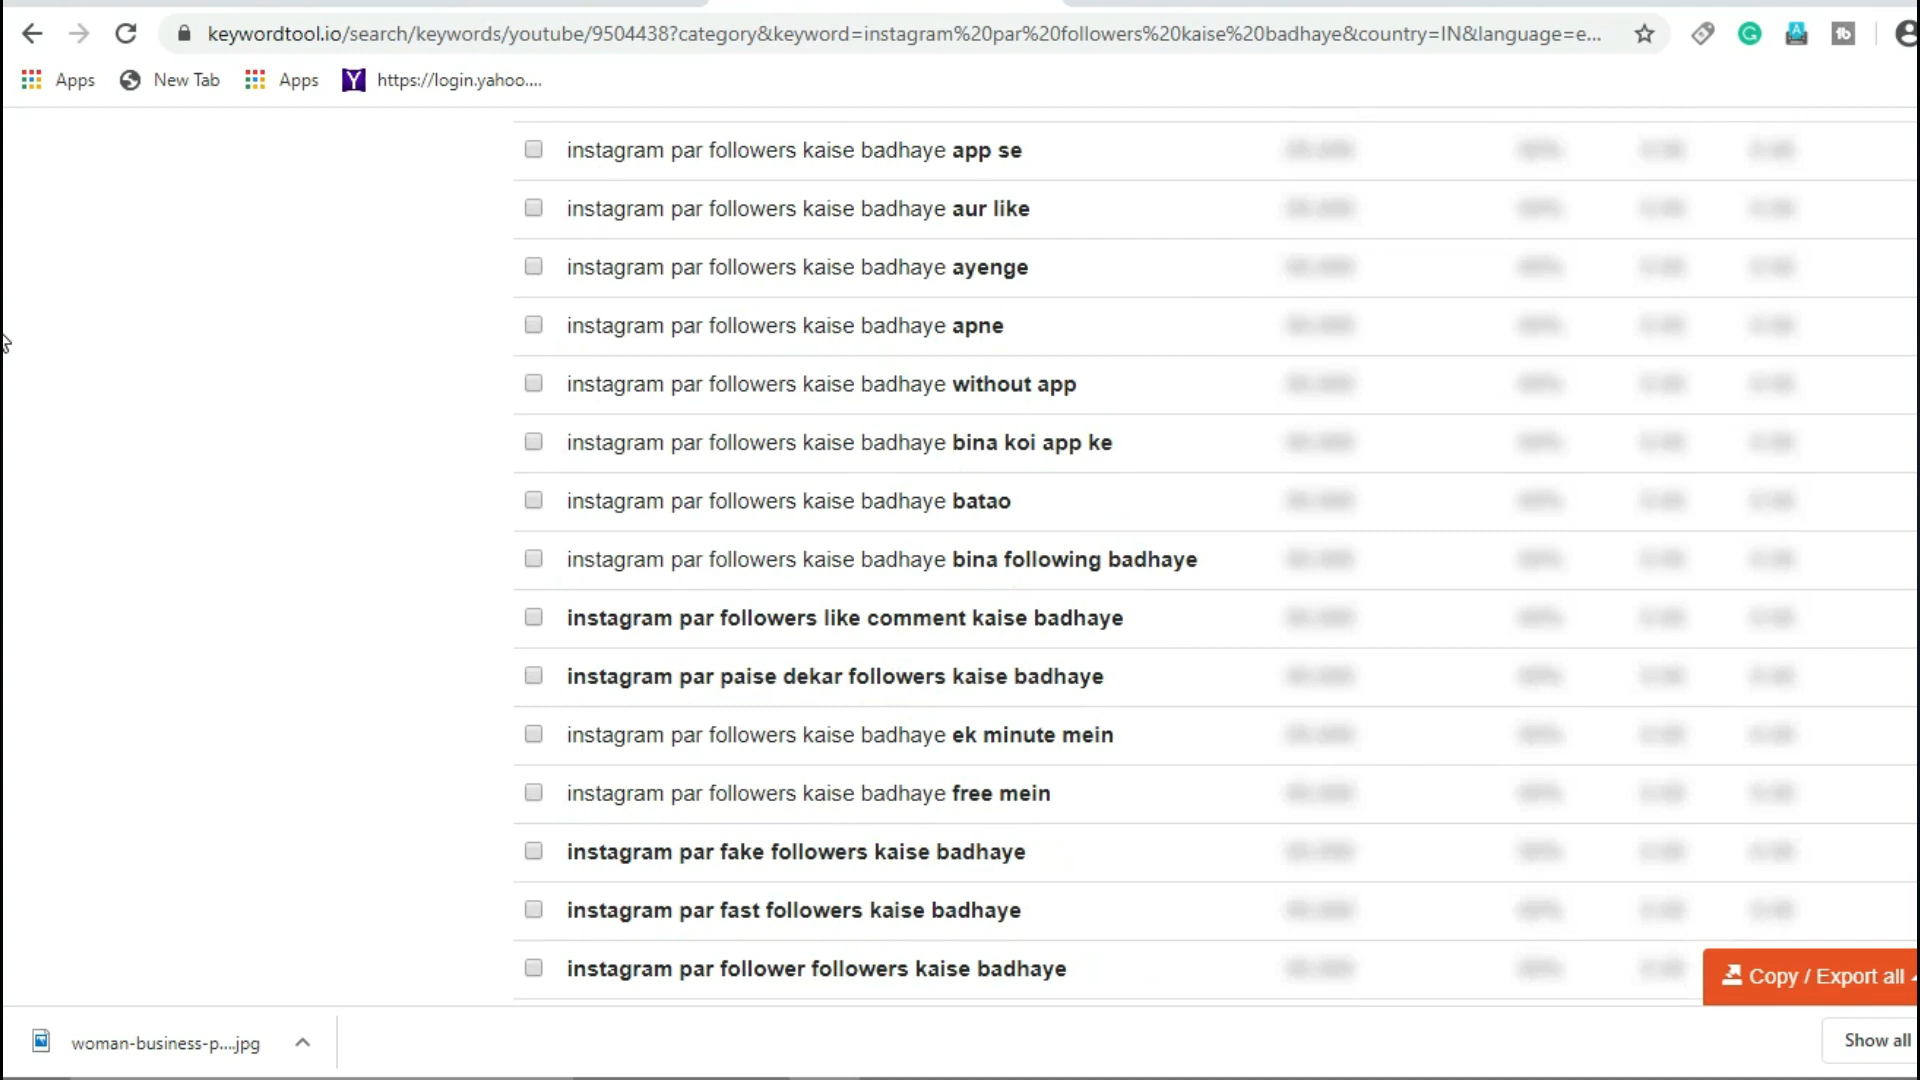 keywordtool.io/search/keywords/youtube/9504438?category&keyword=instagram%20par%20followers%20kaise%20badhaye&country=IN&language=e...
Apps New Tab Apps https://login.yahoo....
instagram par followers kaise badhaye app se
instagram par followers kaise badhaye aur like
instagram par followers kaise badhaye ayenge
instagram par followers kaise badhaye apne
instagram par followers kaise badhaye without app
instagram par followers kaise badhaye bina koi app ke
instagram par followers kaise badhaye batao
instagram par followers kaise badhaye bina following badhaye
instagram par followers like comment kaise badhaye
instagram par paise dekar followers kaise badhaye
instagram par followers kaise badhaye ek minute mein
instagram par followers kaise badhaye free mein
instagram par fake followers kaise badhaye
instagram par fast followers kaise badhaye
instagram par follower followers kaise badhaye
Copy / Export all
woman-business-p....jpg
Show all